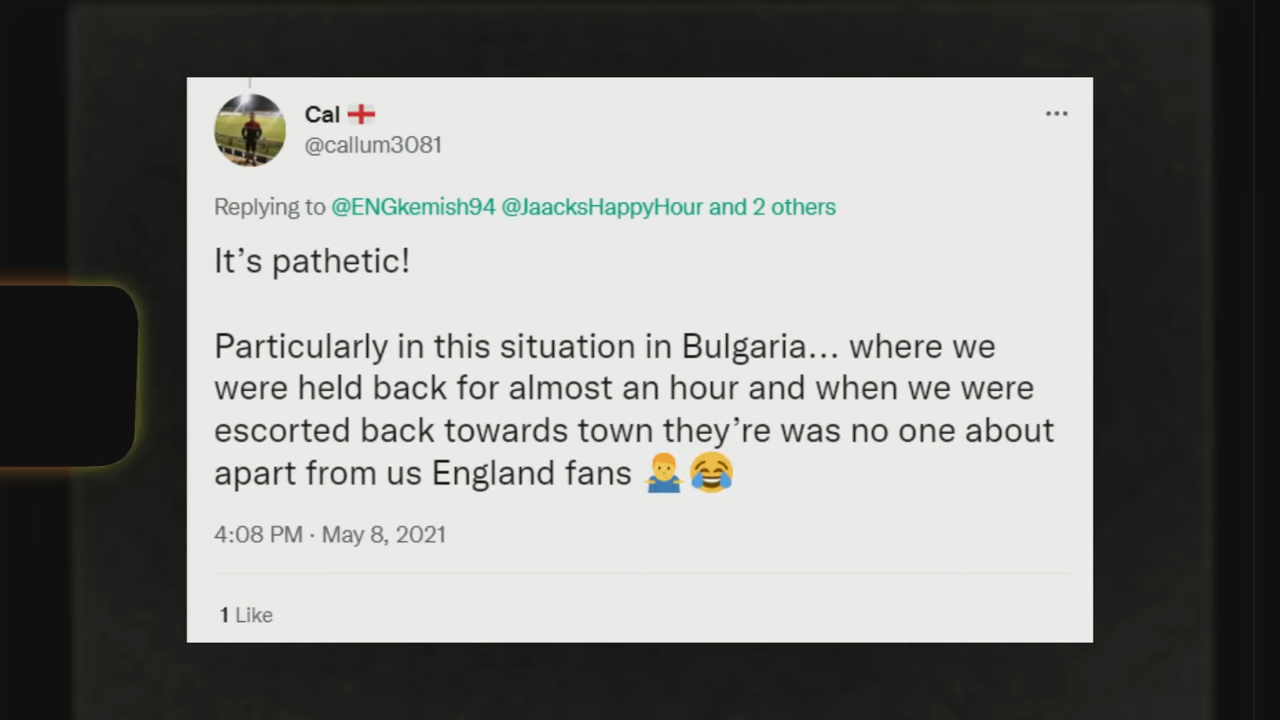 Cal 🏴󠁧󠁢󠁥󠁮󠁧󠁿
@callum3081
Replying to @ENGkemish94 @JaacksHappyHour and 2 others
It’s pathetic!
Particularly in this situation in Bulgaria… where we
were held back for almost an hour and when we were
escorted back towards town they’re was no one about
apart from us England fans 🤷‍♂️😂
4:08 PM · May 8, 2021
1 Like